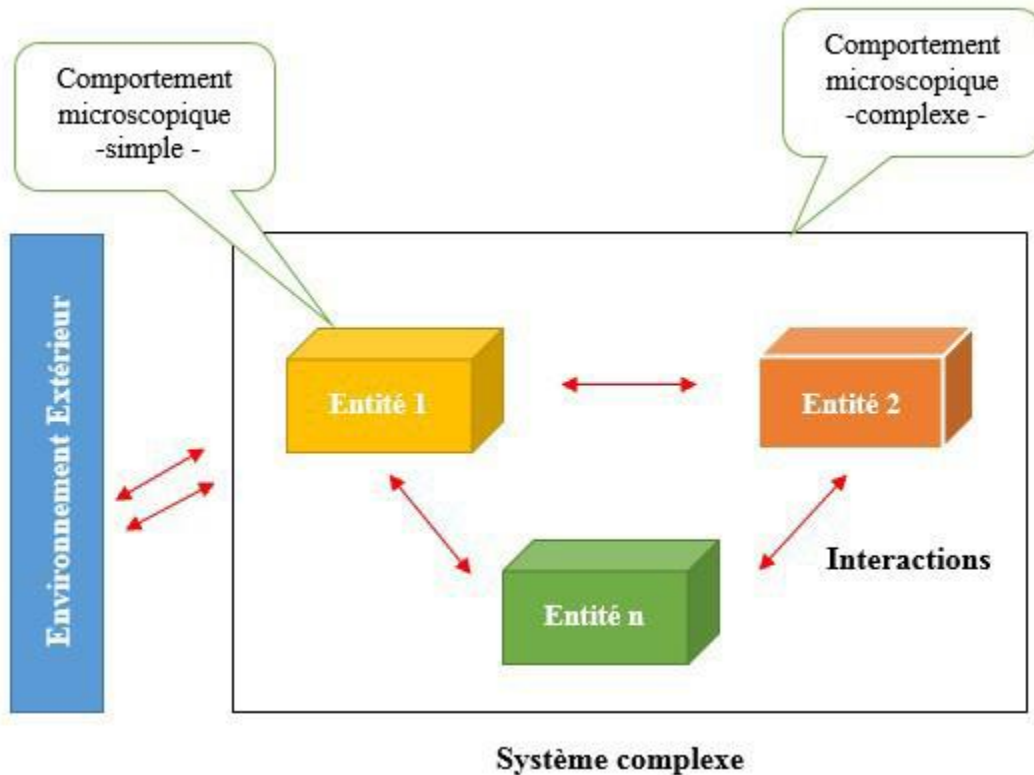 Comportement
microscopique
-simple -
Comportement
microscopique
-complexe -
Environnement Extérieur
Entité 1
Entité 2
Interactions
Entité n
Système complexe